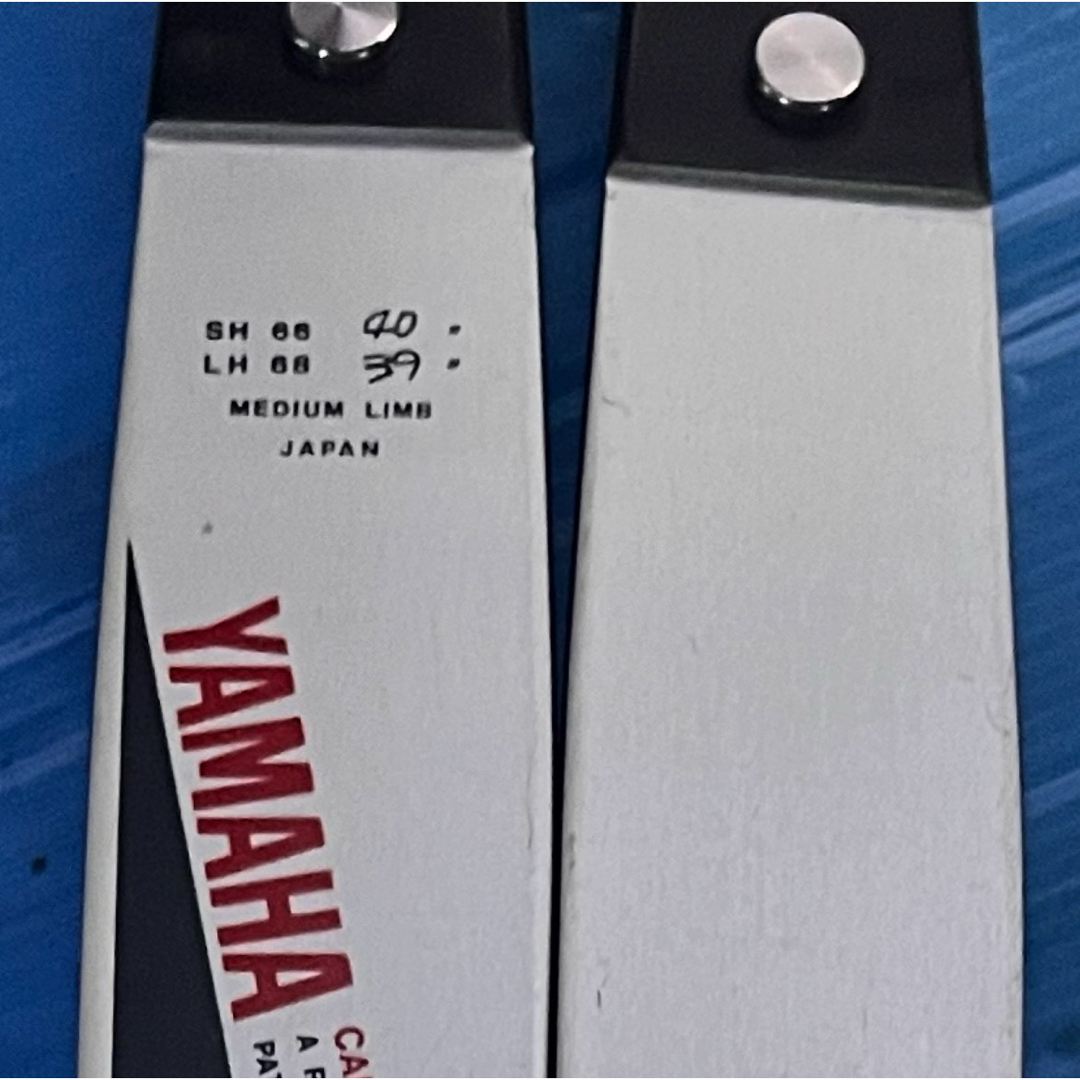 SH 66 40 "
LH 68 39 "
MEDIUM LIMB
JAPAN
YAMAHA